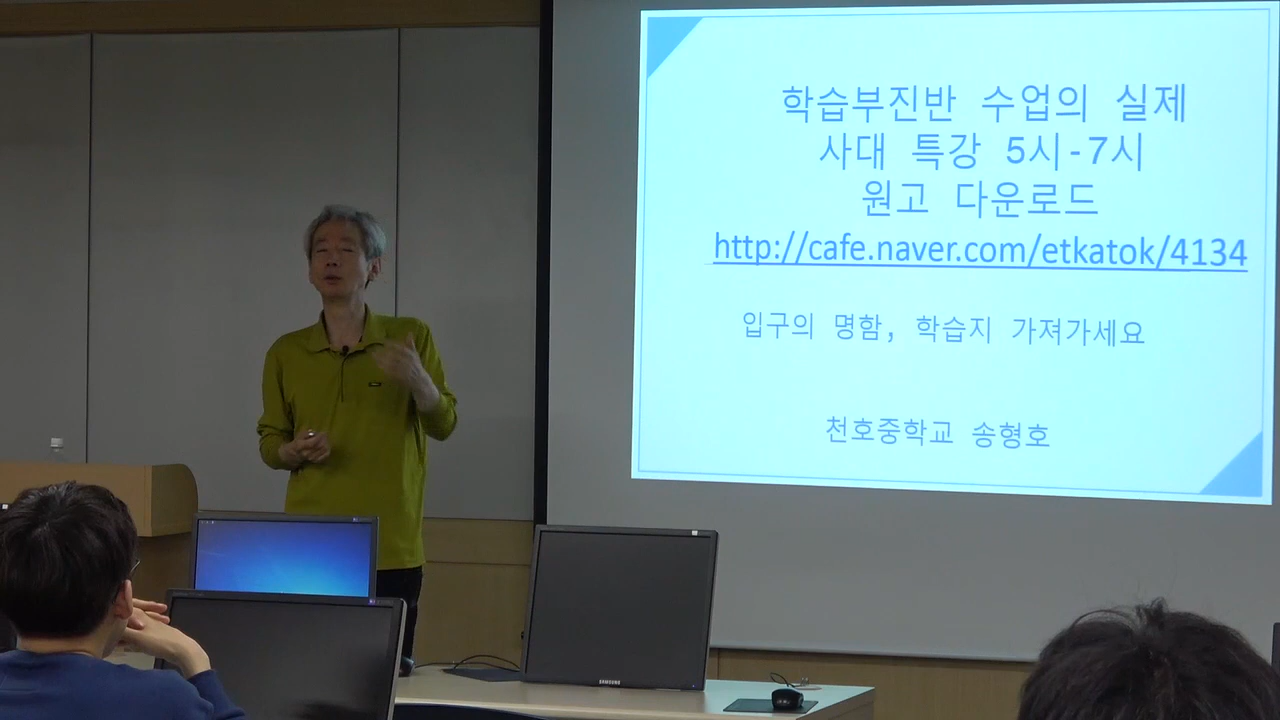 학습부진반 수업의 실제
사대 특강 5시-7시
원고 다운로드
http://cafe.naver.com/etkatok/4134
입구의 명함, 학습지 가져가세요
천호중학교 송형호
SAMSUNG